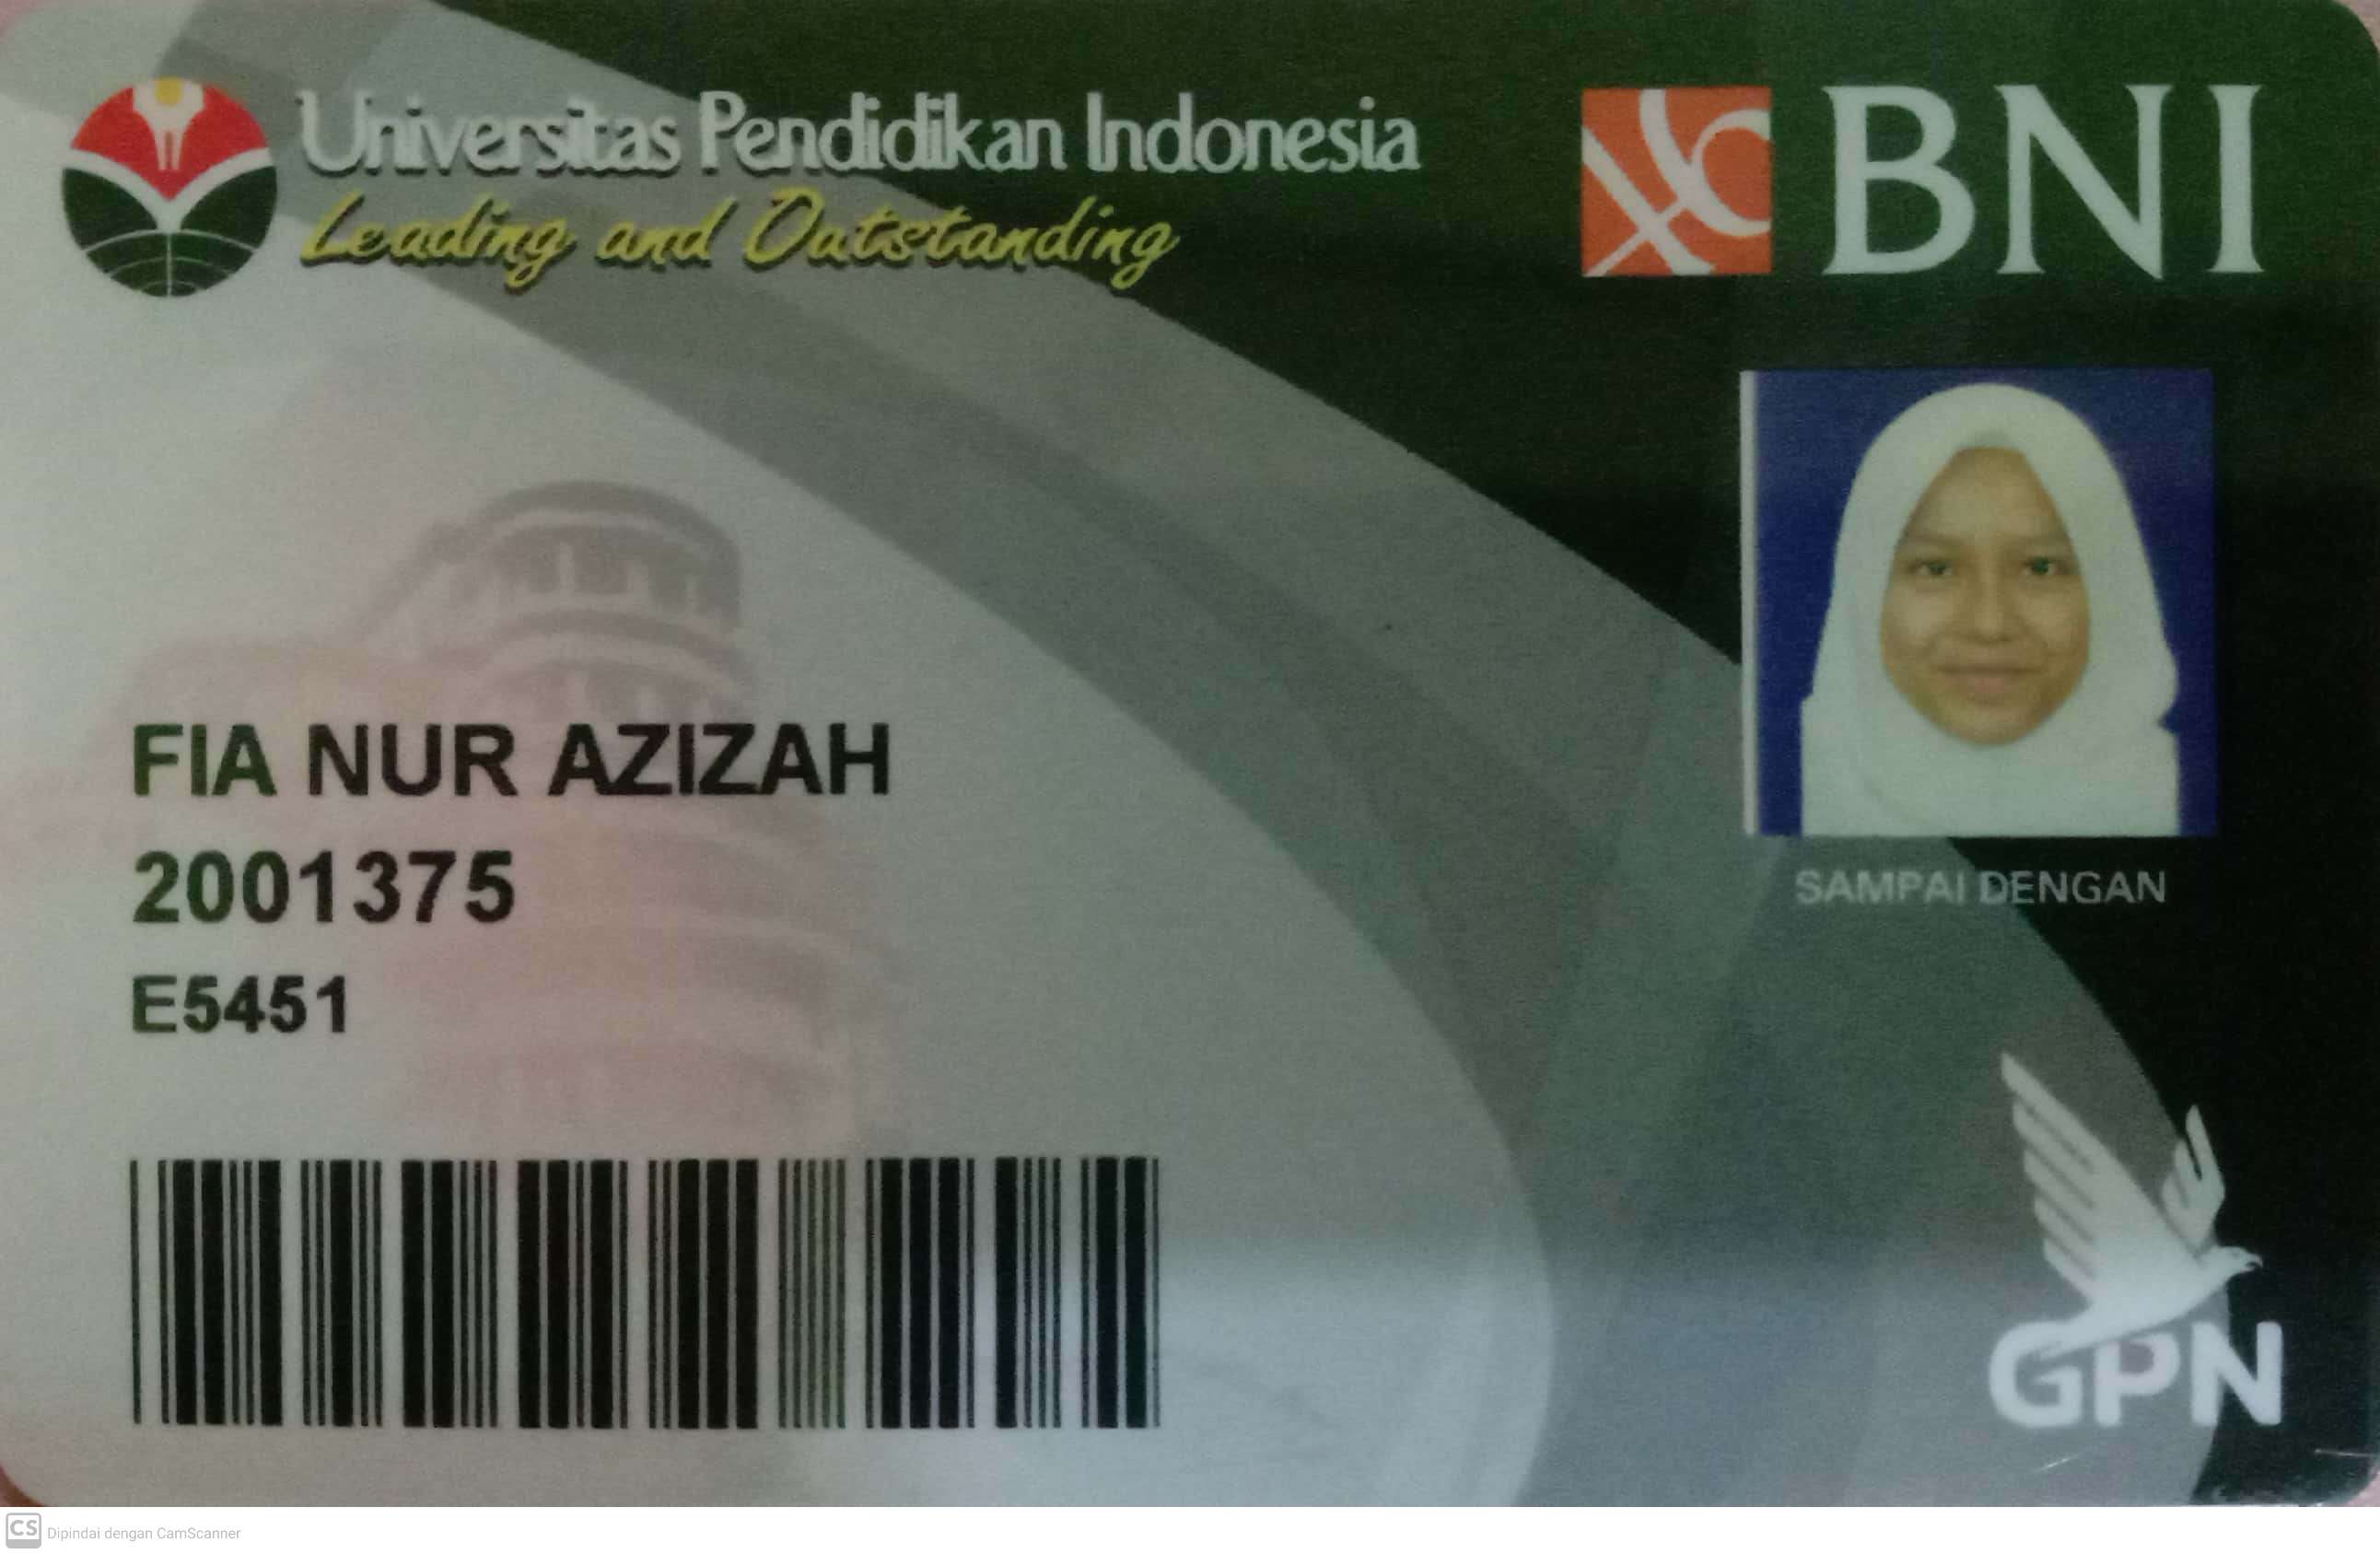 Universitas Pendidikan Indonesia
Leading and Outstanding
BNI
FIA NUR AZIZAH
2001375
E5451
SAMPAI DENGAN
GPN
CS Dipindai dengan CamScanner